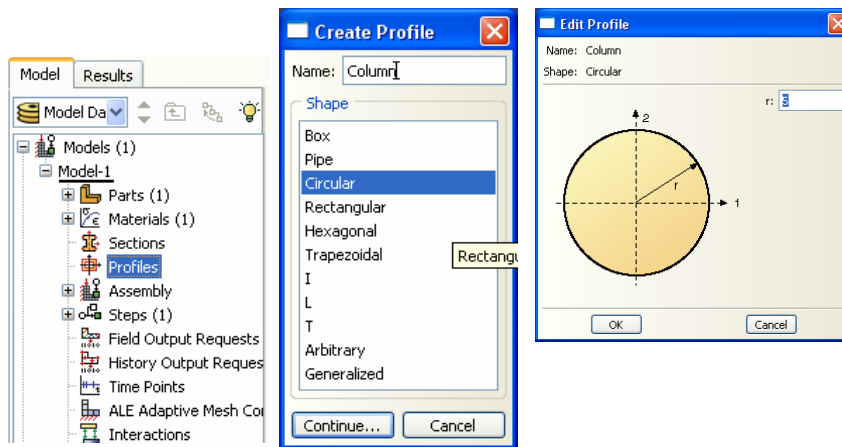 Model
Results
Model Da
Models (1)
Model-1
Parts (1)
Materials (1)
Sections
Profiles
Assembly
Steps (1)
Field Output Requests
History Output Reques
Time Points
ALE Adaptive Mesh Co
Interactions
Create Profile
Name: Column
Shape
Box
Pipe
Circular
Rectangular
Hexagonal
Trapezoidal
I
L
T
Arbitrary
Generalized
Rectangu
Continue...
Cancel
Edit Profile
Name: Column
Shape: Circular
r: 5
2
r
1
OK
Cancel